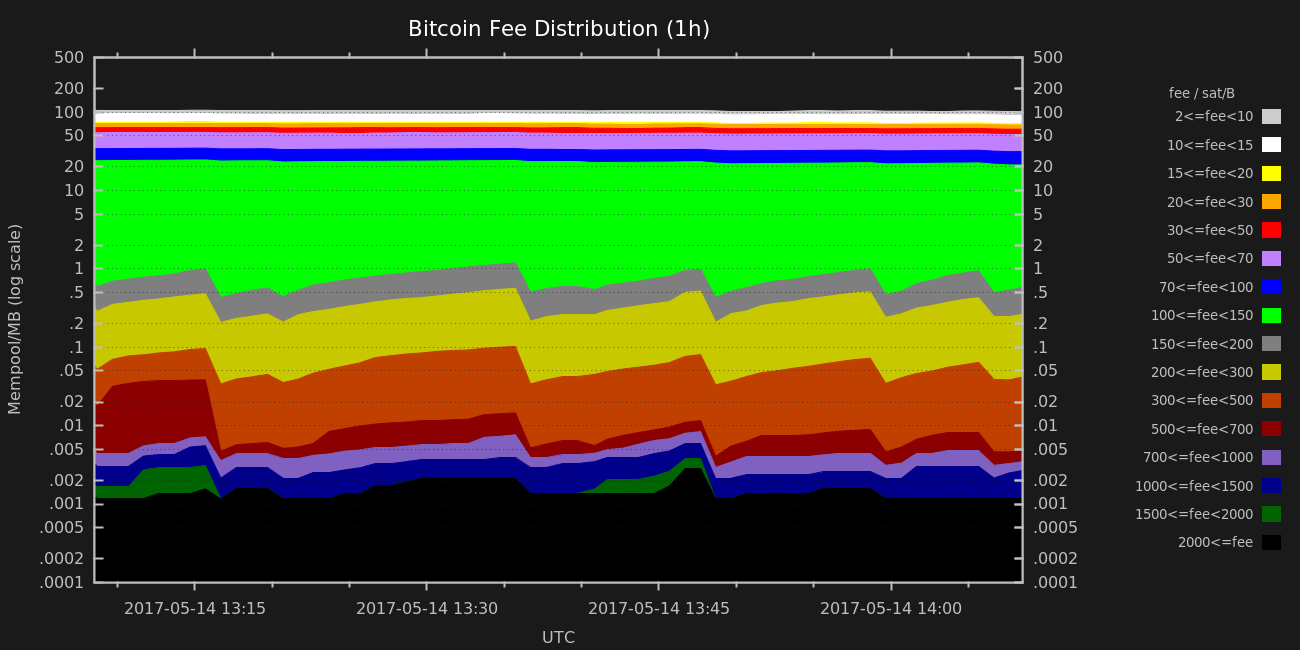 Bitcoin Fee Distribution (1h)
Mempool/MB (log scale)
500
200
100
50
20
10
5
2
1
.5
.2
.1
.05
.02
.01
.005
.002
.001
.0005
.0002
.0001
500
200
100
50
20
10
5
2
1
.5
.2
.1
.05
.02
.01
.005
.002
.001
.0005
.0002
.0001
2017-05-14 13:15
2017-05-14 13:30
2017-05-14 13:45
2017-05-14 14:00
UTC
fee / sat/B
2<=fee<10
10<=fee<15
15<=fee<20
20<=fee<30
30<=fee<50
50<=fee<70
70<=fee<100
100<=fee<150
150<=fee<200
200<=fee<300
300<=fee<500
500<=fee<700
700<=fee<1000
1000<=fee<1500
1500<=fee<2000
2000<=fee